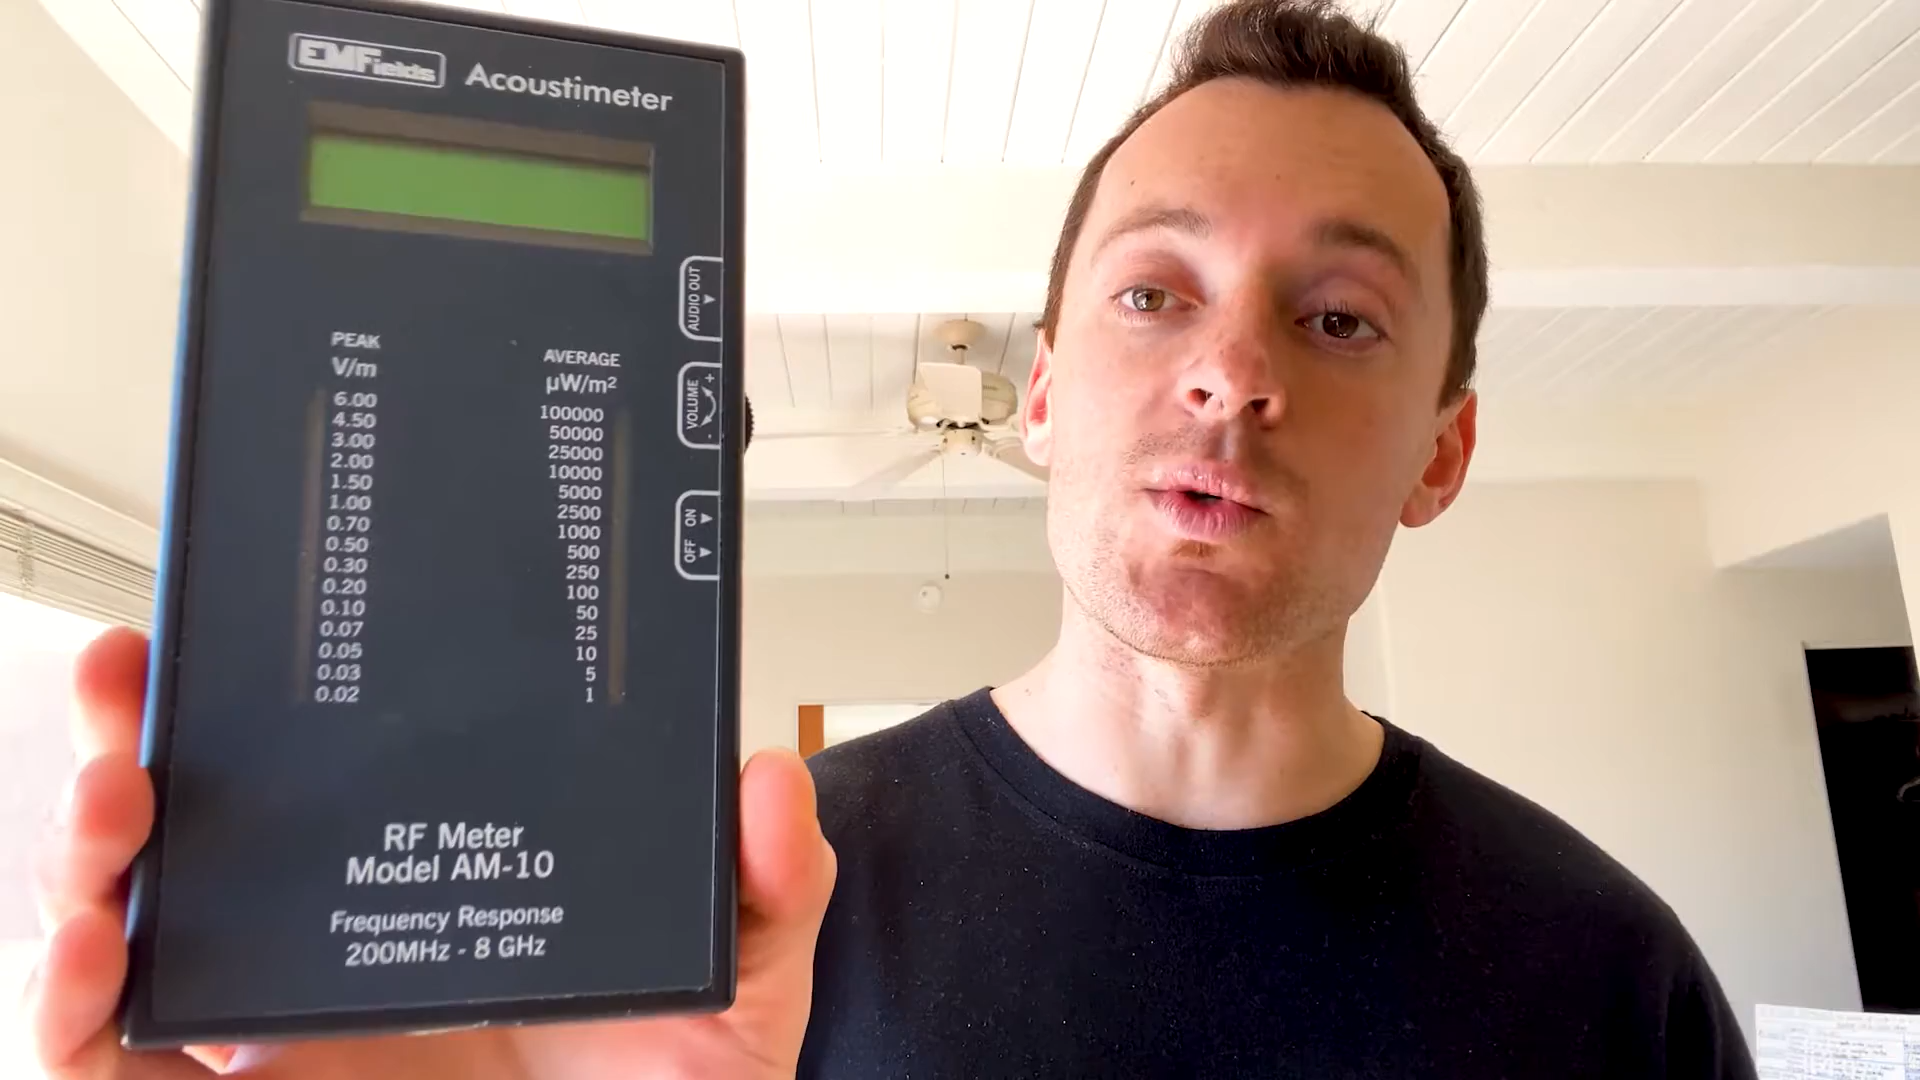 EMFields
Acoustimeter
AUDIO OUT
VOLUME
+
-
OFF ON
PEAK
V/m
6.00
4.50
3.00
2.00
1.50
1.00
0.70
0.50
0.30
0.20
0.10
0.07
0.05
0.03
0.02
AVERAGE
µW/m²
100000
50000
25000
10000
5000
2500
1000
500
250
100
50
25
10
5
1
RF Meter
Model AM-10
Frequency Response
200MHz - 8 GHz